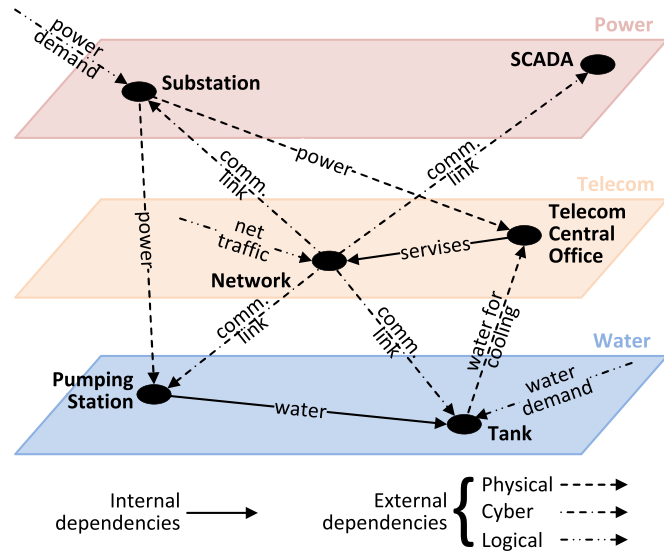 power
demand
Power
SCADA
Substation
comm.
link
power
comm.
link
Telecom
power
net
traffic
Telecom
Central
Office
servises
Network
comm.
link
comm.
link
water for
cooling
Water
Pumping
Station
water
water
demand
Tank
Internal
dependencies
External
dependencies
{
Physical
Cyber
Logical